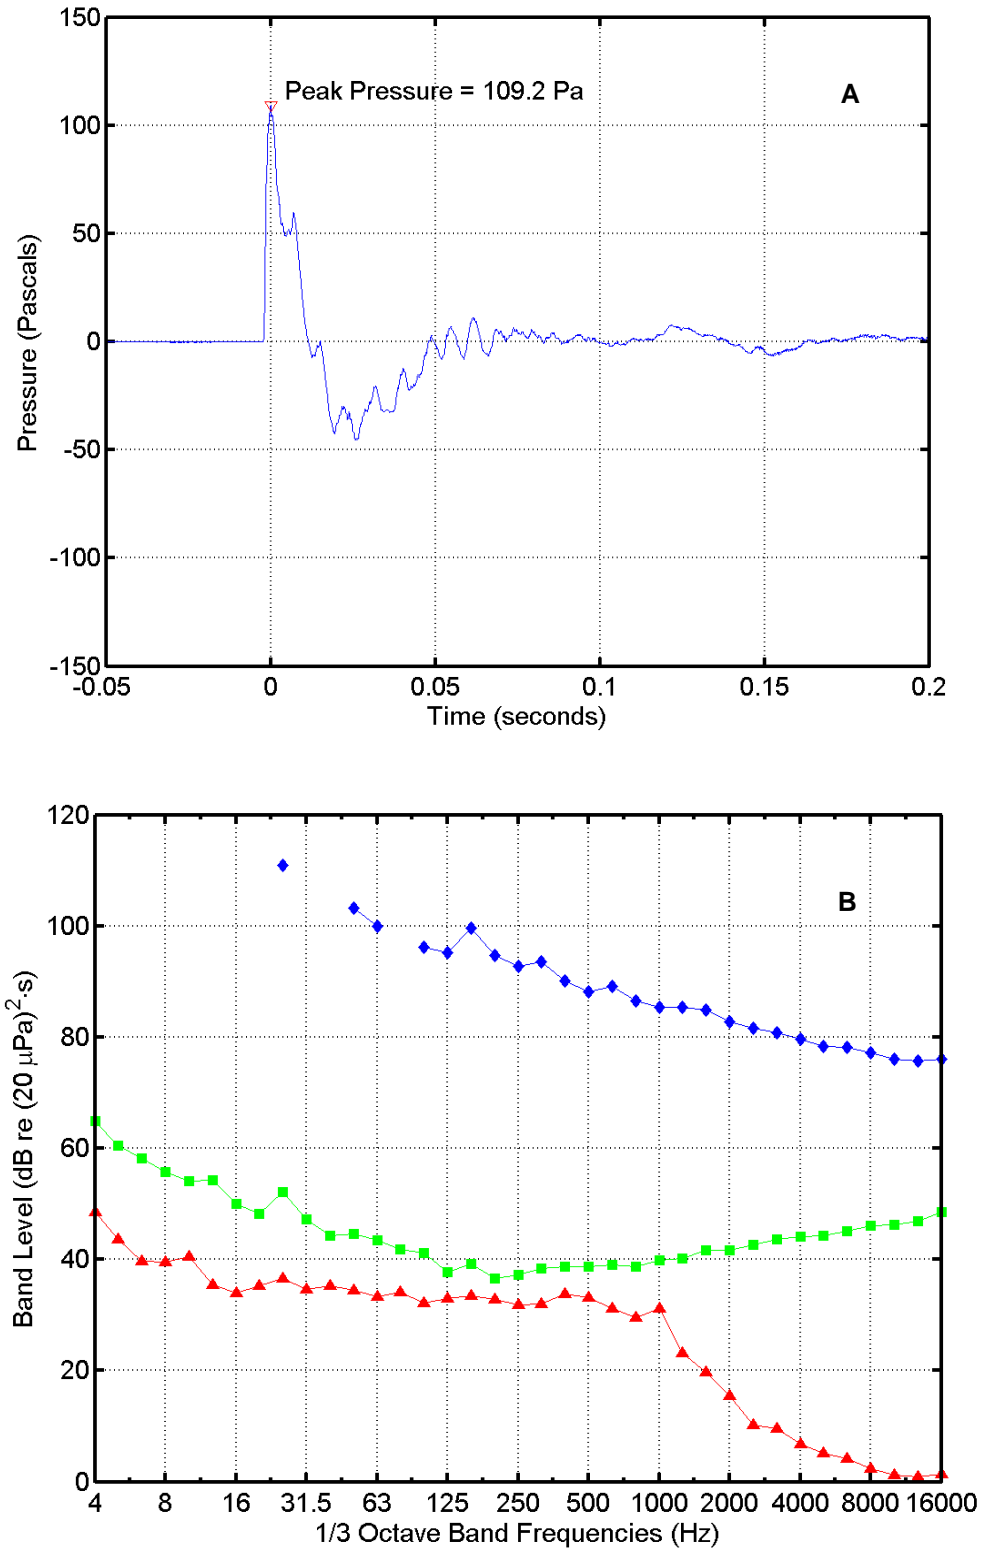 150
Peak Pressure = 109.2 Pa
A
100
50
0
-50
-100
-150
Pressure (Pascals)
-0.05 0 0.05 0.1 0.15 0.2
Time (seconds)
120
B
100
80
60
40
20
0
Band Level (dB re (20 μPa)²·s)
4 8 16 31.5 63 125 250 500 1000 2000 4000 8000 16000
1/3 Octave Band Frequencies (Hz)